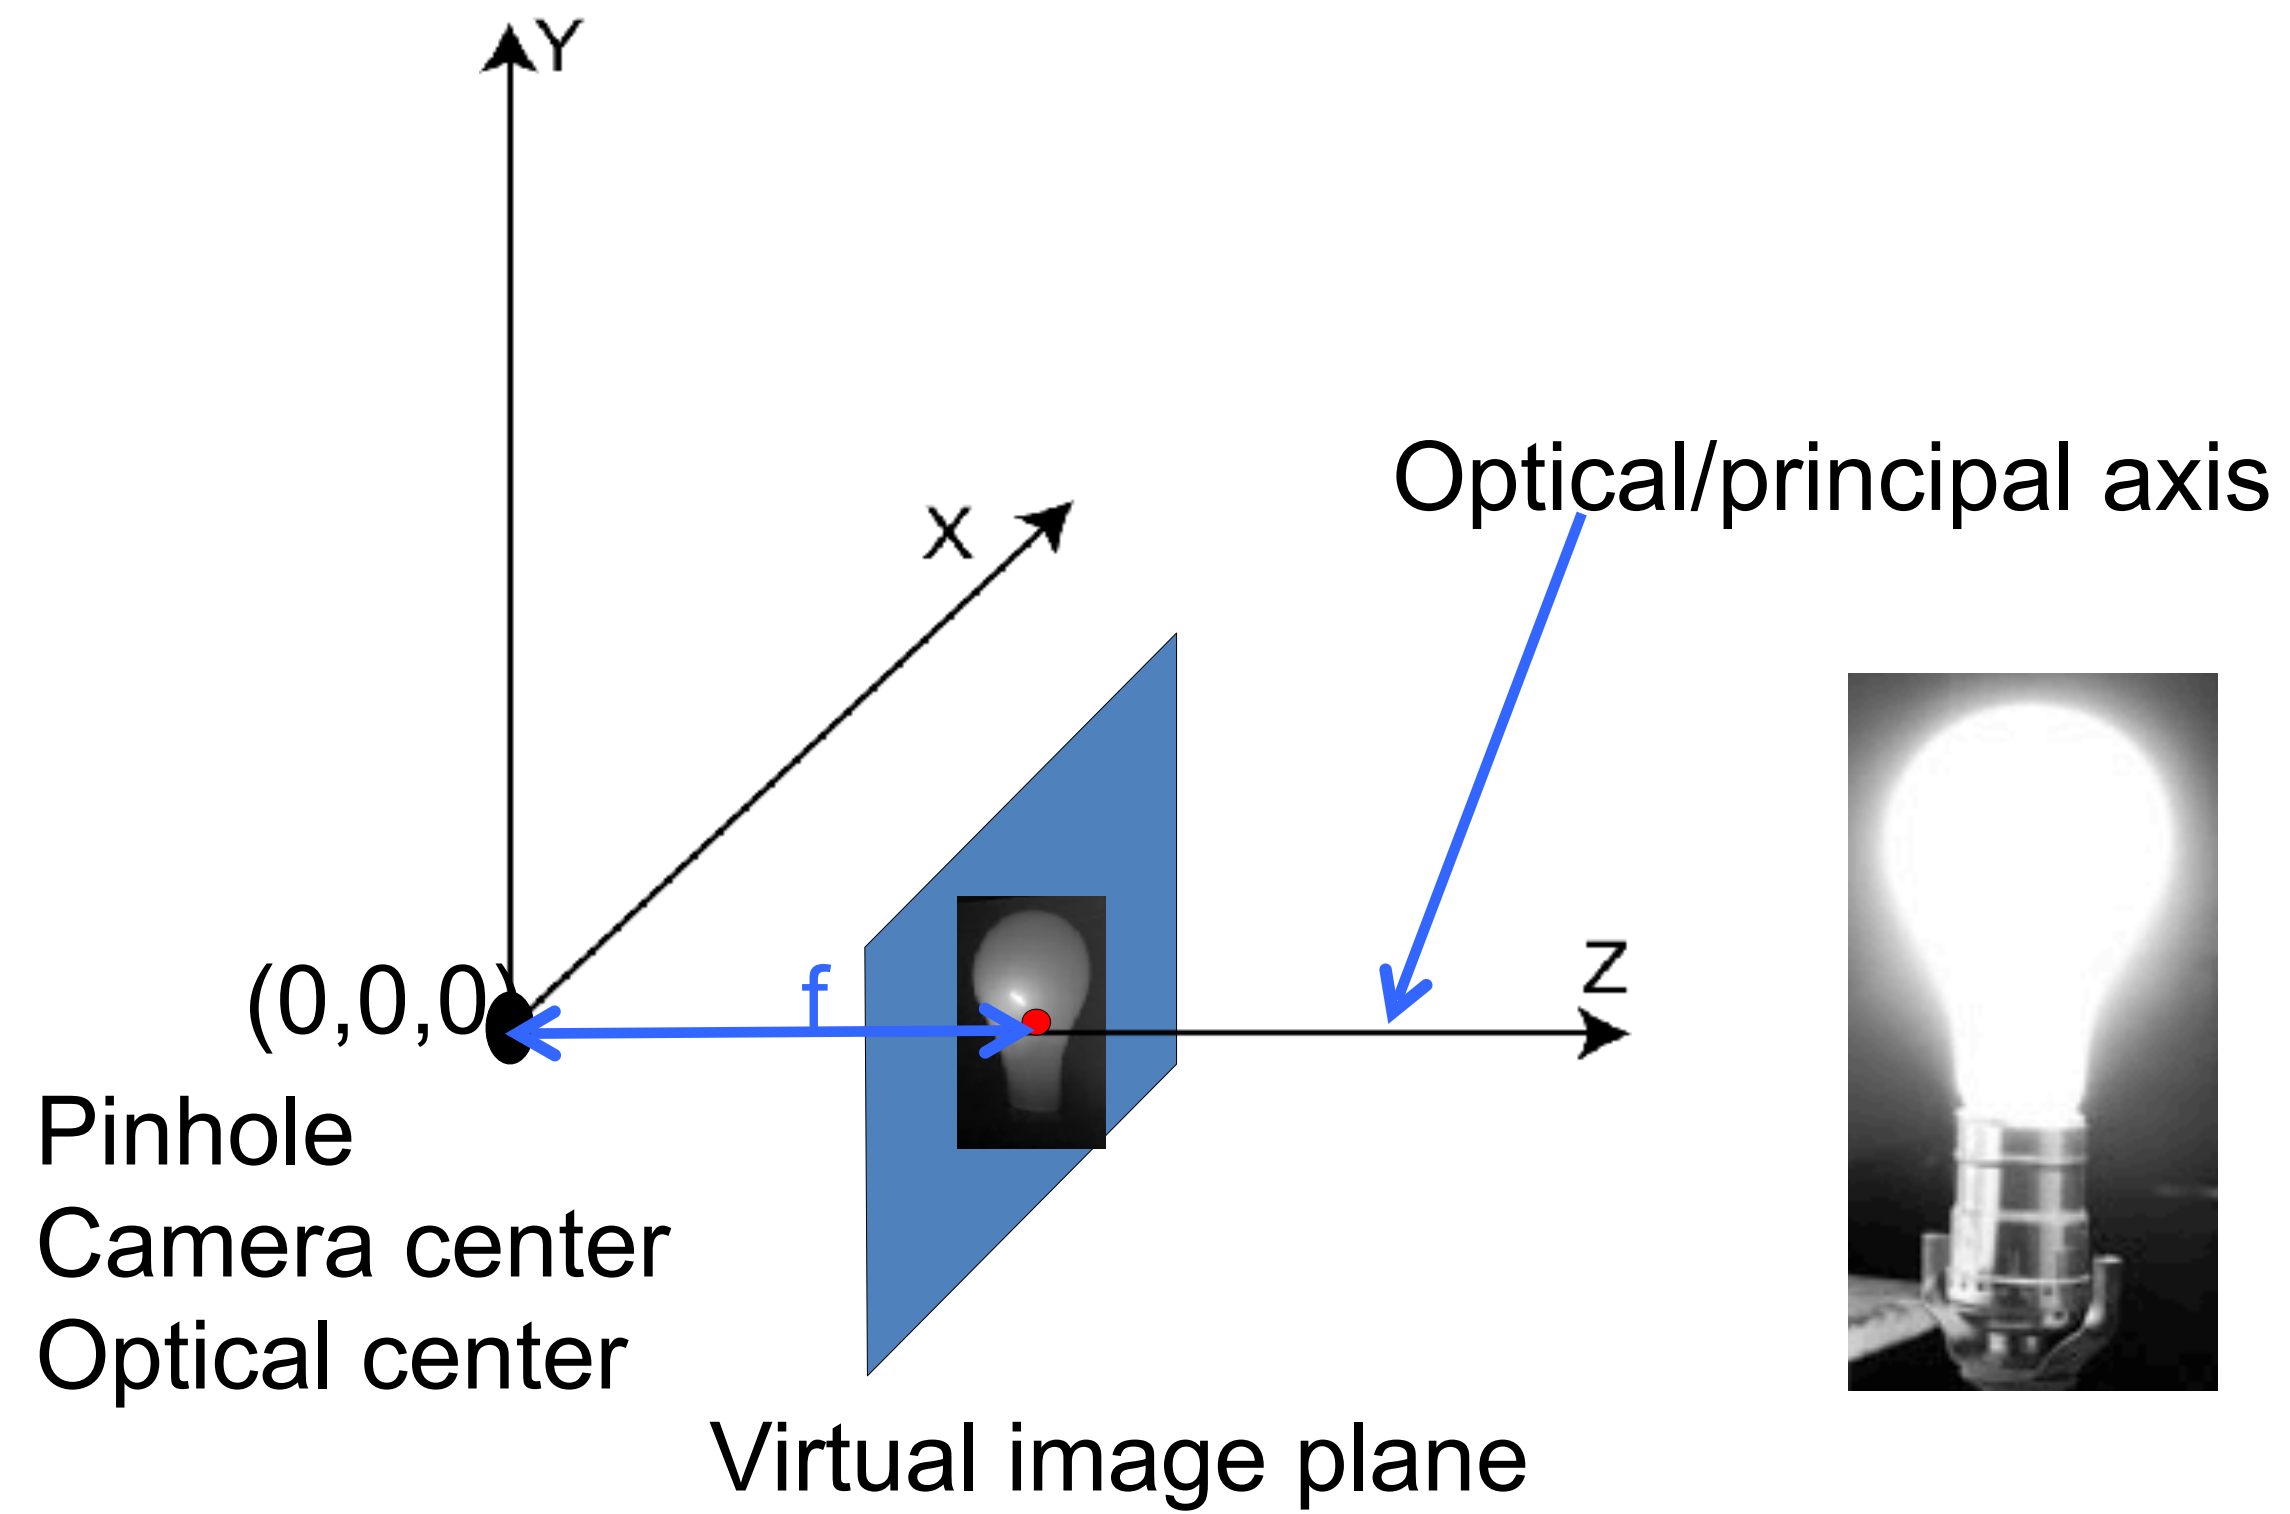 Y
X
Optical/principal axis
Z
(0,0,0)
f
Pinhole
Camera center
Optical center
Virtual image plane